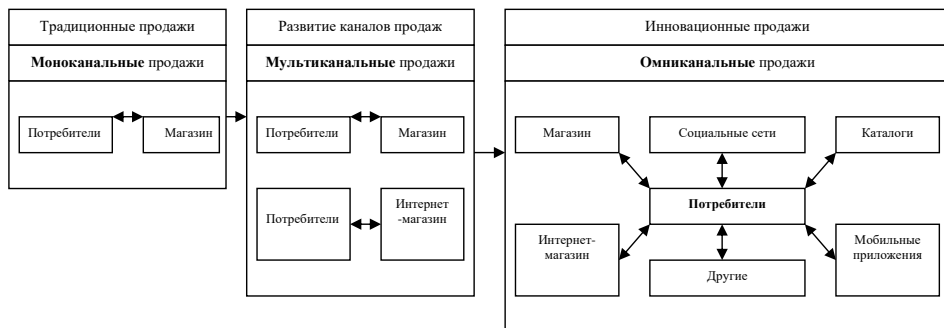 Традиционные продажи
Моноканальные продажи
Потребители
Магазин
Развитие каналов продаж
Мультиканальные продажи
Потребители
Магазин
Потребители
Интернет
-магазин
Инновационные продажи
Омниканальные продажи
Магазин
Социальные сети
Каталоги
Потребители
Интернет-
магазин
Другие
Мобильные
приложения